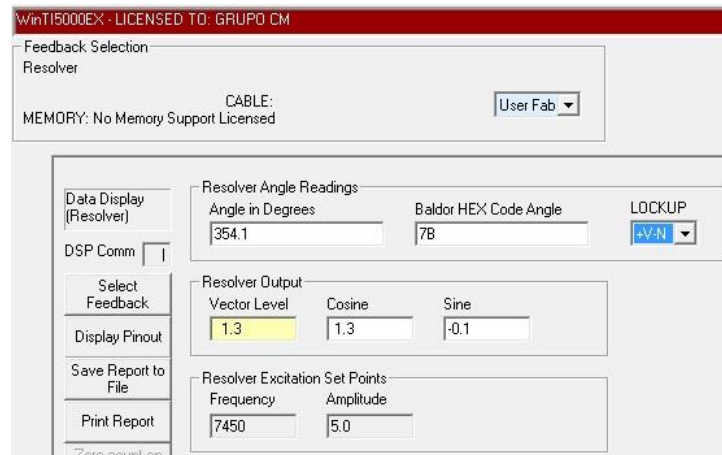 WinTI5000EX - LICENSED TO: GRUPO CM
Feedback Selection
Resolver
CABLE:
User Fab
MEMORY: No Memory Support Licensed
Data Display
(Resolver)
DSP Comm I
Select
Feedback
Display Pinout
Save Report to
File
Print Report
Zero count on
Resolver Angle Readings
Angle in Degrees
Baldor HEX Code Angle
LOCKUP
354.1
7B
+V-N
Resolver Output
Vector Level
Cosine
Sine
1.3
1.3
-0.1
Resolver Excitation Set Points
Frequency
Amplitude
7450
5.0